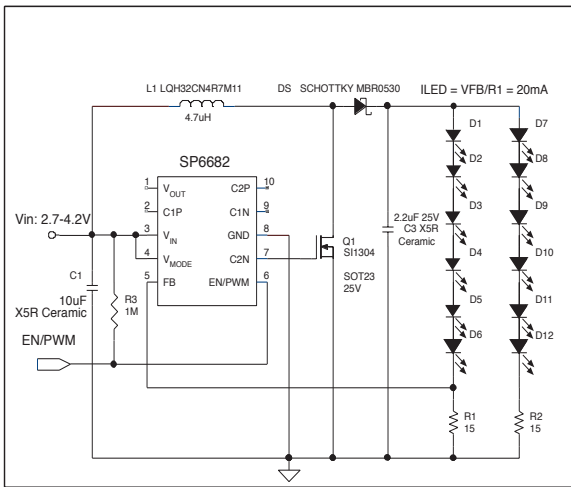 L1 LQH32CN4R7M11
4.7uH
DS SCHOTTKY MBR0530
ILED = VFB/R1 = 20mA
SP6682
1 VOUT C2P 10
2 C1P C1N 9
3 VIN GND 8
4 VMODE C2N 7
5 FB EN/PWM 6
Vin: 2.7-4.2V
C1
10uF
X5R Ceramic
R3
1M
EN/PWM
Q1
SI1304
SOT23
25V
2.2uF 25V
C3 X5R
Ceramic
D1
D2
D3
D4
D5
D6
D7
D8
D9
D10
D11
D12
R1
15
R2
15